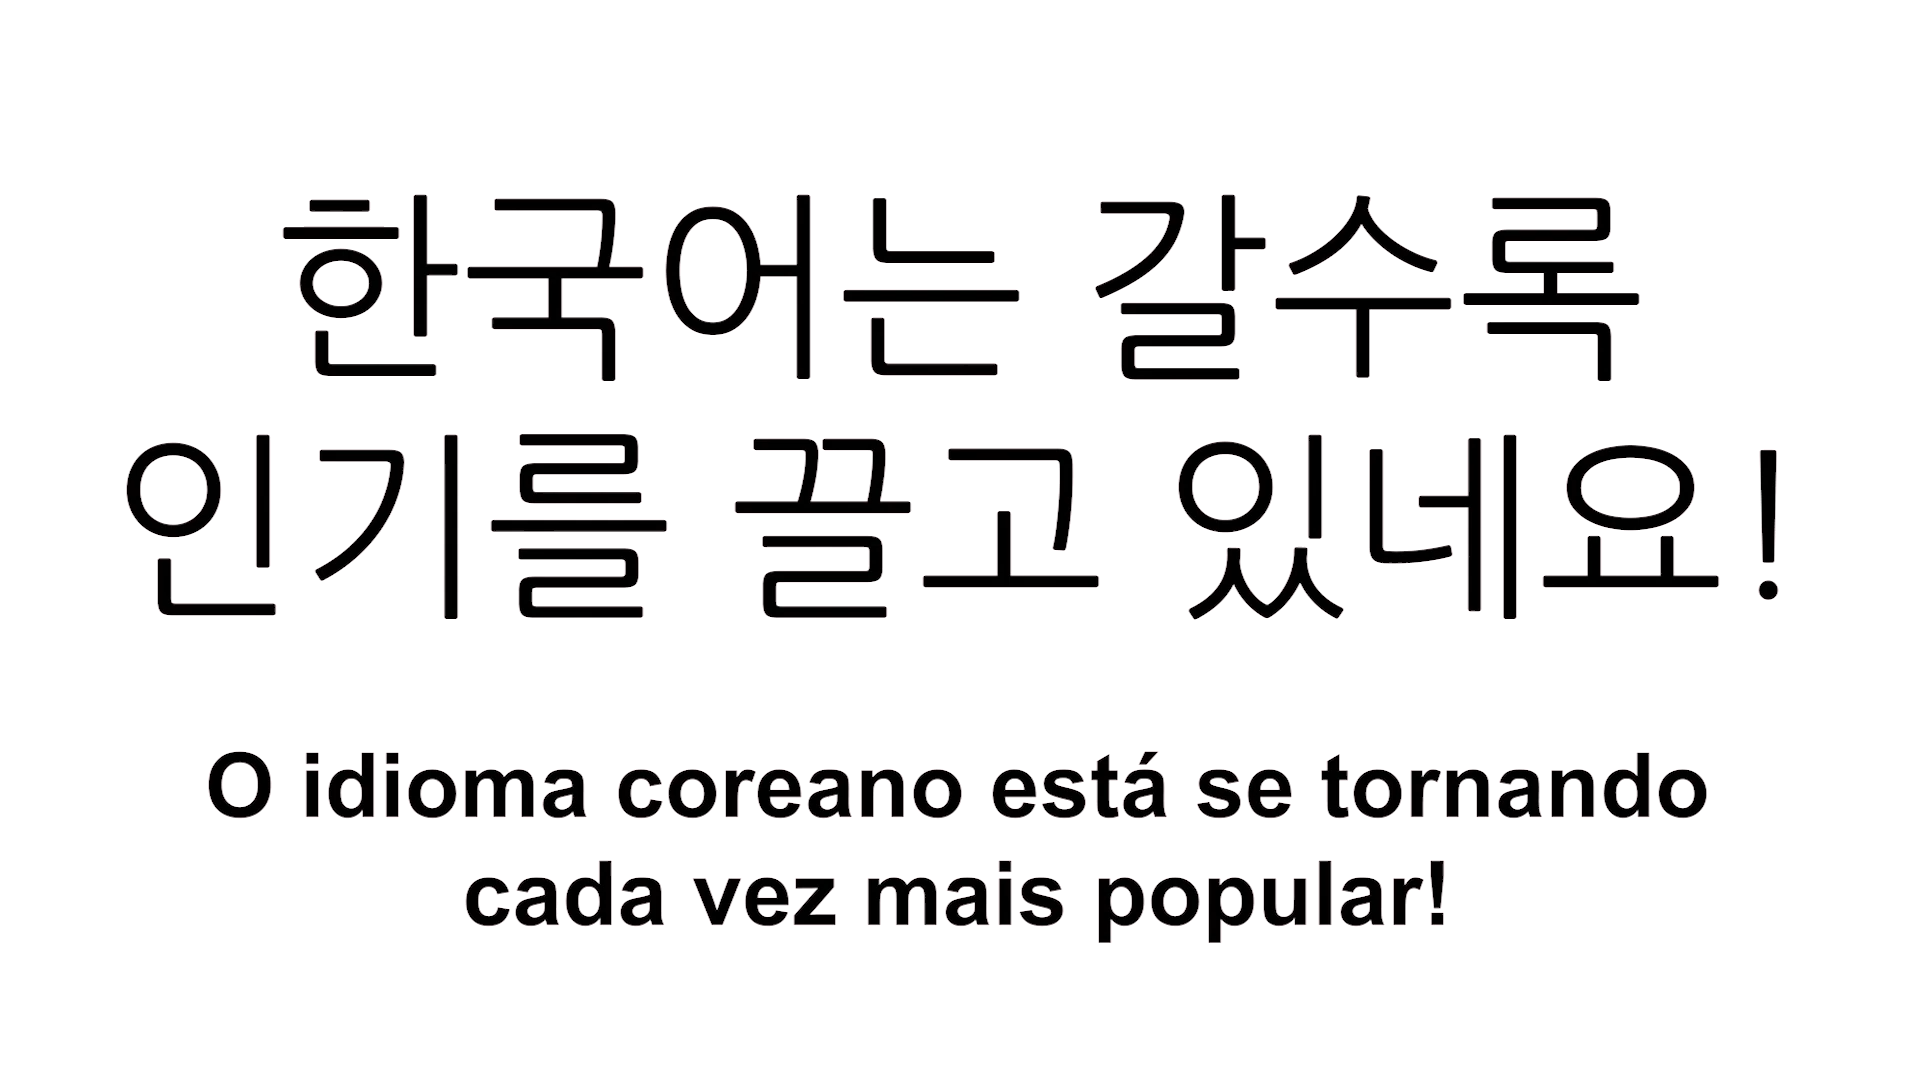 한국어는 갈수록
인기를 끌고 있네요!
O idioma coreano está se tornando
cada vez mais popular!